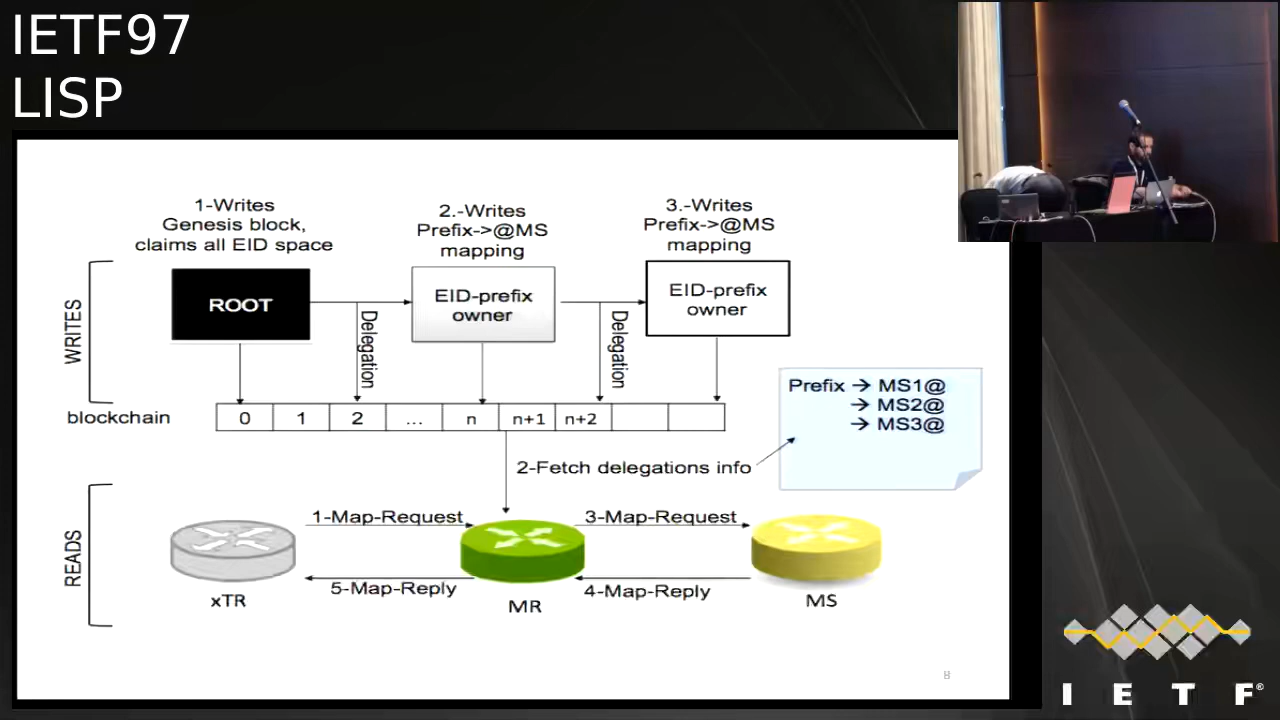 IETF97
LISP
1-Writes
Genesis block,
claims all EID space
2.-Writes
Prefix->@MS
mapping
3.-Writes
Prefix->@MS
mapping
WRITES
ROOT
Delegation
EID-prefix
owner
Delegation
EID-prefix
owner
blockchain
0 1 2 ... n n+1 n+2
Prefix → MS1@
→ MS2@
→ MS3@
2-Fetch delegations info
READS
1-Map-Request
3-Map-Request
5-Map-Reply
4-Map-Reply
xTR
MR
MS
8
I E T F®